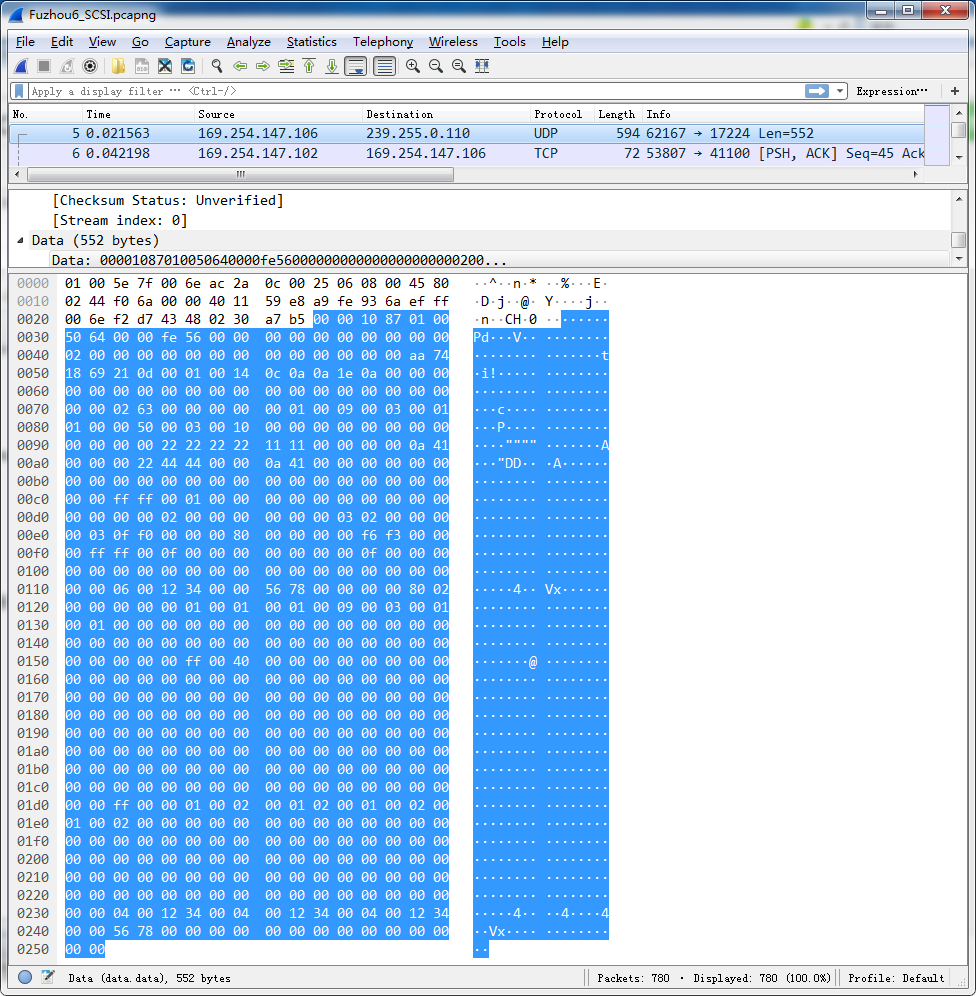 Fuzhou6_SCSI.pcapng
File Edit View Go Capture Analyze Statistics Telephony Wireless Tools Help
Apply a display filter ··· <Ctrl-/> Expression··· +
No. Time Source Destination Protocol Length Info
5 0.021563 169.254.147.106 239.255.0.110 UDP 594 62167 → 17224 Len=552
6 0.042198 169.254.147.102 169.254.147.106 TCP 72 53807 → 41100 [PSH, ACK] Seq=45 Ack
[Checksum Status: Unverified]
[Stream index: 0]
Data (552 bytes)
Data: 00001087010050640000fe56000000000000000000000200...
0000 01 00 5e 7f 00 6e ac 2a 0c 00 25 06 08 00 45 80 ··^··n·* ··%···E·
0010 02 44 f0 6a 00 00 40 11 59 e8 a9 fe 93 6a ef ff ·D·j··@· Y····j··
0020 00 6e f2 d7 43 48 02 30 a7 b5 00 00 10 87 01 00 ·n··CH·0 ········
0030 50 64 00 00 fe 56 00 00 00 00 00 00 00 00 00 00 Pd···V·· ········
0040 02 00 00 00 00 00 00 00 00 00 00 00 00 00 aa 74 ········ ·······t
0050 18 69 21 0d 00 01 00 14 0c 0a 0a 1e 0a 00 00 00 ·i!····· ········
0060 00 00 00 00 00 00 00 00 00 00 00 00 00 00 00 00 ········ ········
0070 00 00 02 63 00 00 00 00 00 01 00 09 00 03 00 01 ···c···· ········
0080 01 00 00 50 00 03 00 10 00 00 00 00 00 00 00 00 ···P···· ········
0090 00 00 00 00 22 22 22 22 11 11 00 00 00 00 0a 41 ····"""" ·······A
00a0 00 00 00 22 44 44 00 00 0a 41 00 00 00 00 00 00 ···"DD·· ·A······
00b0 00 00 00 00 00 00 00 00 00 00 00 00 00 00 00 00 ········ ········
00c0 00 00 ff ff 00 01 00 00 00 00 00 00 00 00 00 00 ········ ········
00d0 00 00 00 00 02 00 00 00 00 00 00 03 02 00 00 00 ········ ········
00e0 00 03 0f f0 00 00 00 80 00 00 00 00 f6 f3 00 00 ········ ········
00f0 00 ff ff 00 0f 00 00 00 00 00 00 00 0f 00 00 00 ········ ········
0100 00 00 00 00 00 00 00 00 00 00 00 00 00 00 00 00 ········ ········
0110 00 00 06 00 12 34 00 00 56 78 00 00 00 00 80 02 ·····4·· Vx······
0120 00 00 00 00 00 01 00 01 00 01 00 09 00 03 00 01 ········ ········
0130 00 01 00 00 00 00 00 00 00 00 00 00 00 00 00 00 ········ ········
0140 00 00 00 00 00 00 00 00 00 00 00 00 00 00 00 00 ········ ········
0150 00 00 00 00 00 ff 00 40 00 00 00 00 00 00 00 00 ·······@ ········
0160 00 00 00 00 00 00 00 00 00 00 00 00 00 00 00 00 ········ ········
0170 00 00 00 00 00 00 00 00 00 00 00 00 00 00 00 00 ········ ········
0180 00 00 00 00 00 00 00 00 00 00 00 00 00 00 00 00 ········ ········
0190 00 00 00 00 00 00 00 00 00 00 00 00 00 00 00 00 ········ ········
01a0 00 00 00 00 00 00 00 00 00 00 00 00 00 00 00 00 ········ ········
01b0 00 00 00 00 00 00 00 00 00 00 00 00 00 00 00 00 ········ ········
01c0 00 00 00 00 00 00 00 00 00 00 00 00 00 00 00 00 ········ ········
01d0 00 00 ff 00 00 01 00 02 00 01 02 00 01 00 02 00 ········ ········
01e0 01 00 02 00 00 00 00 00 00 00 00 00 00 00 00 00 ········ ········
01f0 00 00 00 00 00 00 00 00 00 00 00 00 00 00 00 00 ········ ········
0200 00 00 00 00 00 00 00 00 00 00 00 00 00 00 00 00 ········ ········
0210 00 00 00 00 00 00 00 00 00 00 00 00 00 00 00 00 ········ ········
0220 00 00 00 00 00 00 00 00 00 00 00 00 00 00 00 00 ········ ········
0230 00 00 04 00 12 34 00 04 00 12 34 00 04 00 12 34 ·····4·· ··4····4
0240 00 00 56 78 00 00 00 00 00 00 00 00 00 00 00 00 ··Vx···· ········
0250 00 00 ··
Data (data.data), 552 bytes Packets: 780 · Displayed: 780 (100.0%) Profile: Default